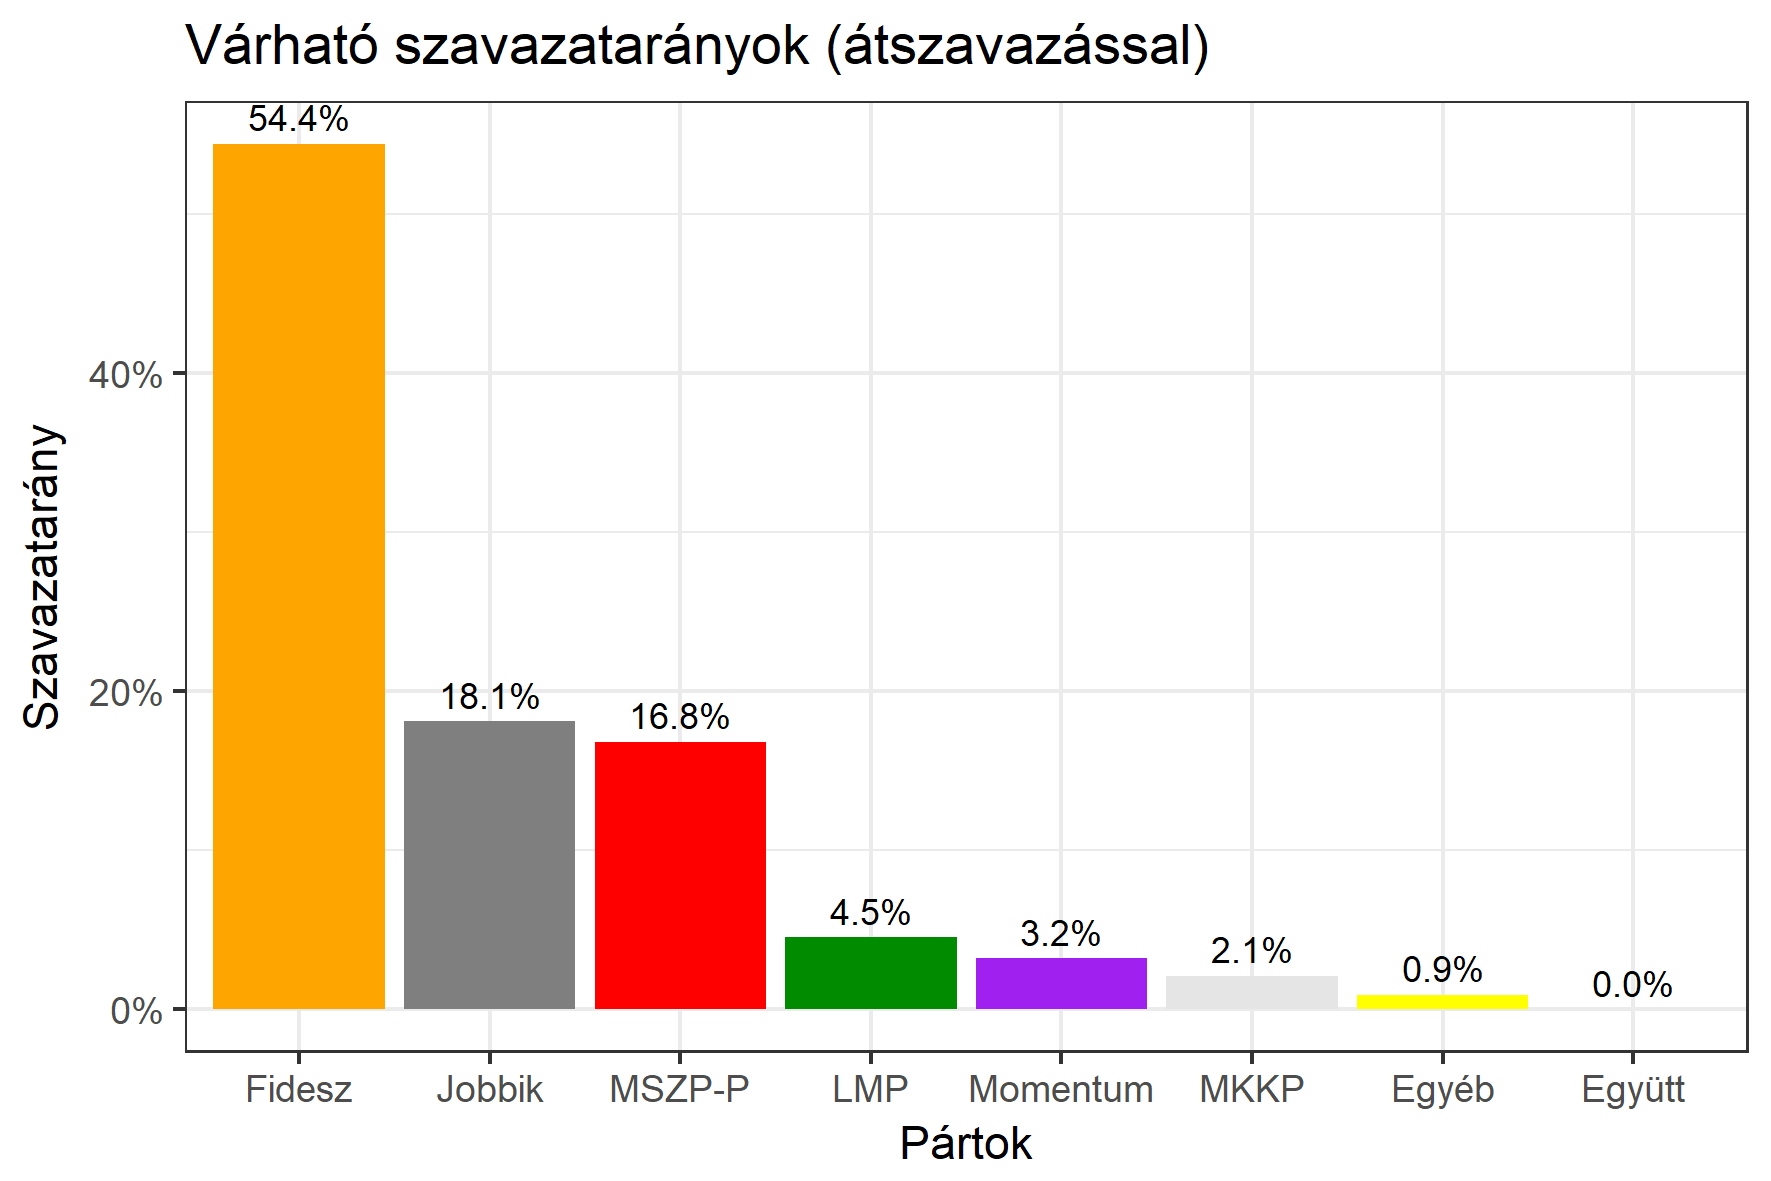 Várható szavazatarányok (átszavazással)
54.4%
18.1%
16.8%
4.5%
3.2%
2.1%
0.9%
0.0%
40%
20%
0%
Szavazatarány
Fidesz Jobbik MSZP-P LMP Momentum MKKP Egyéb Együtt
Pártok